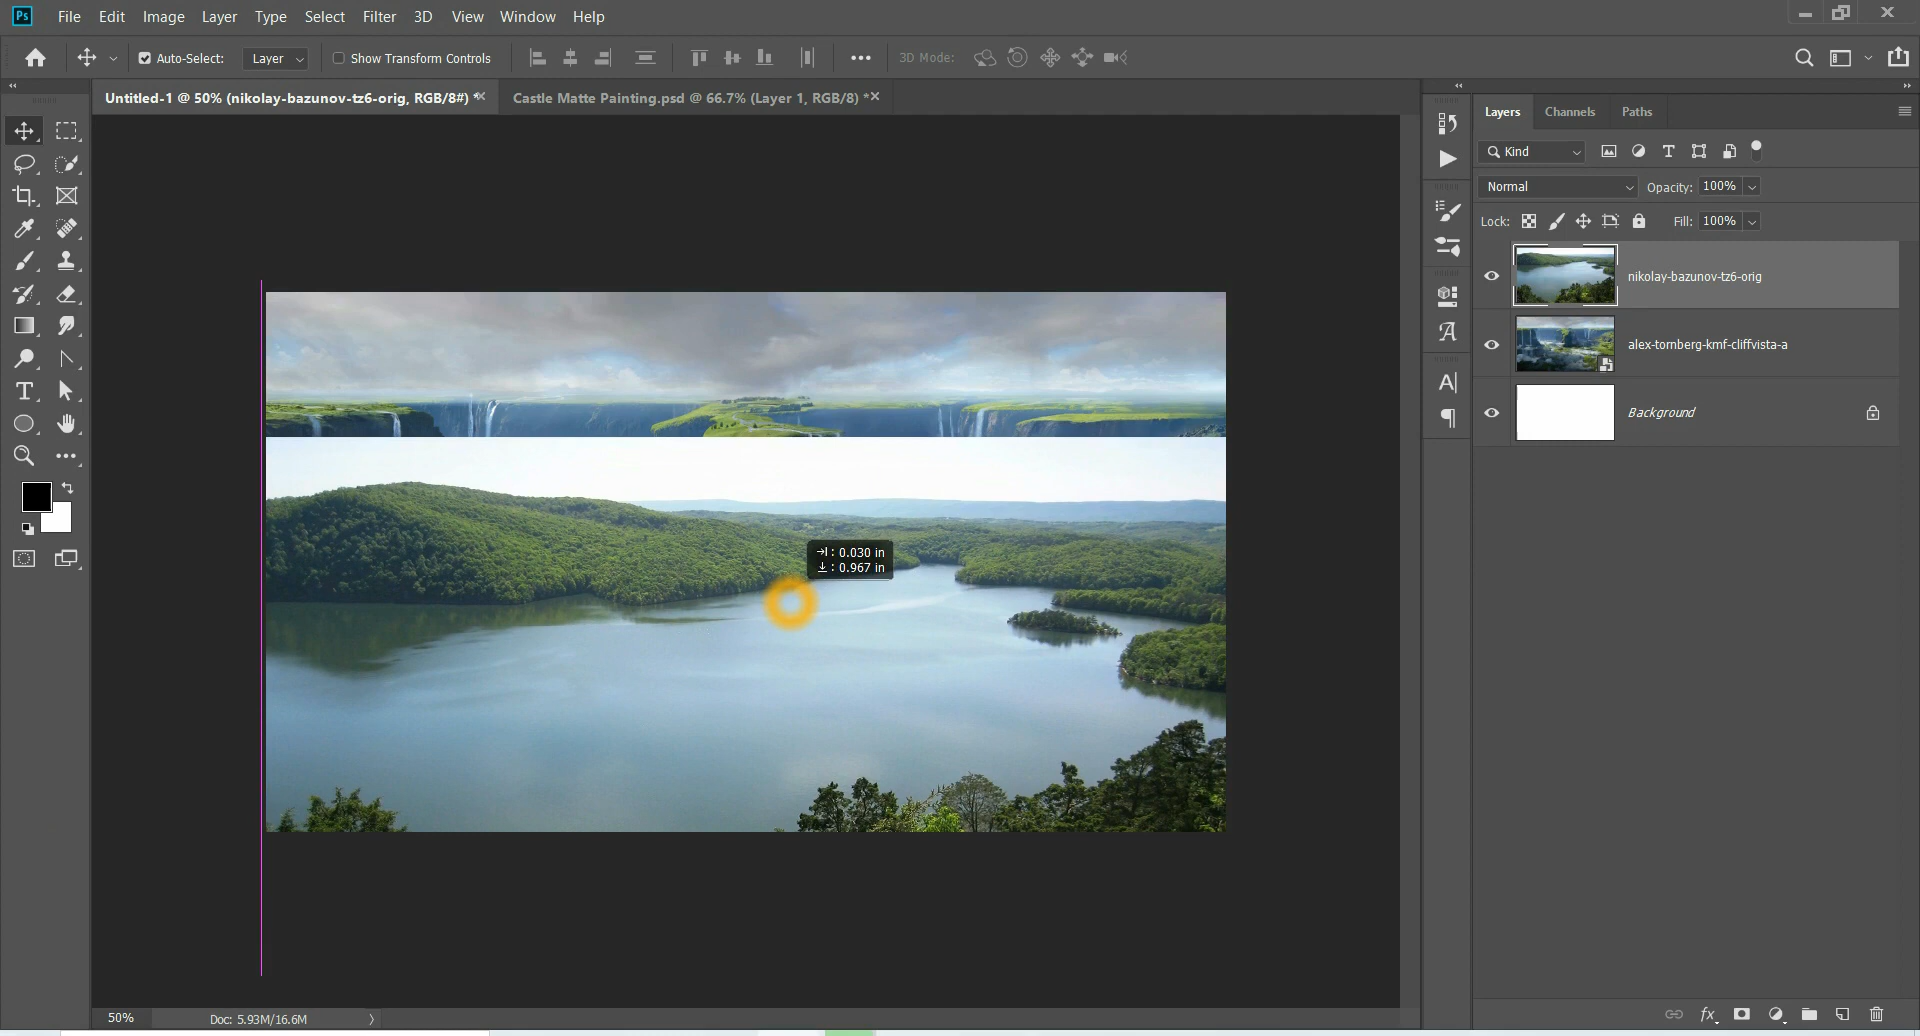 Ps File Edit Image Layer Type Select Filter 3D View Window Help
Auto-Select: Layer Show Transform Controls 3D Mode:
Untitled-1 @ 50% (nikolay-bazunov-tz6-orig, RGB/8#) * Castle Matte Painting.psd @ 66.7% (Layer 1, RGB/8) *
Layers Channels Paths
Kind
Normal Opacity: 100%
Lock: Fill: 100%
nikolay-bazunov-tz6-orig
alex-tornberg-kmf-cliffvista-a
Background
: 0.030 in
: 0.967 in
50% Doc: 5.93M/16.6M